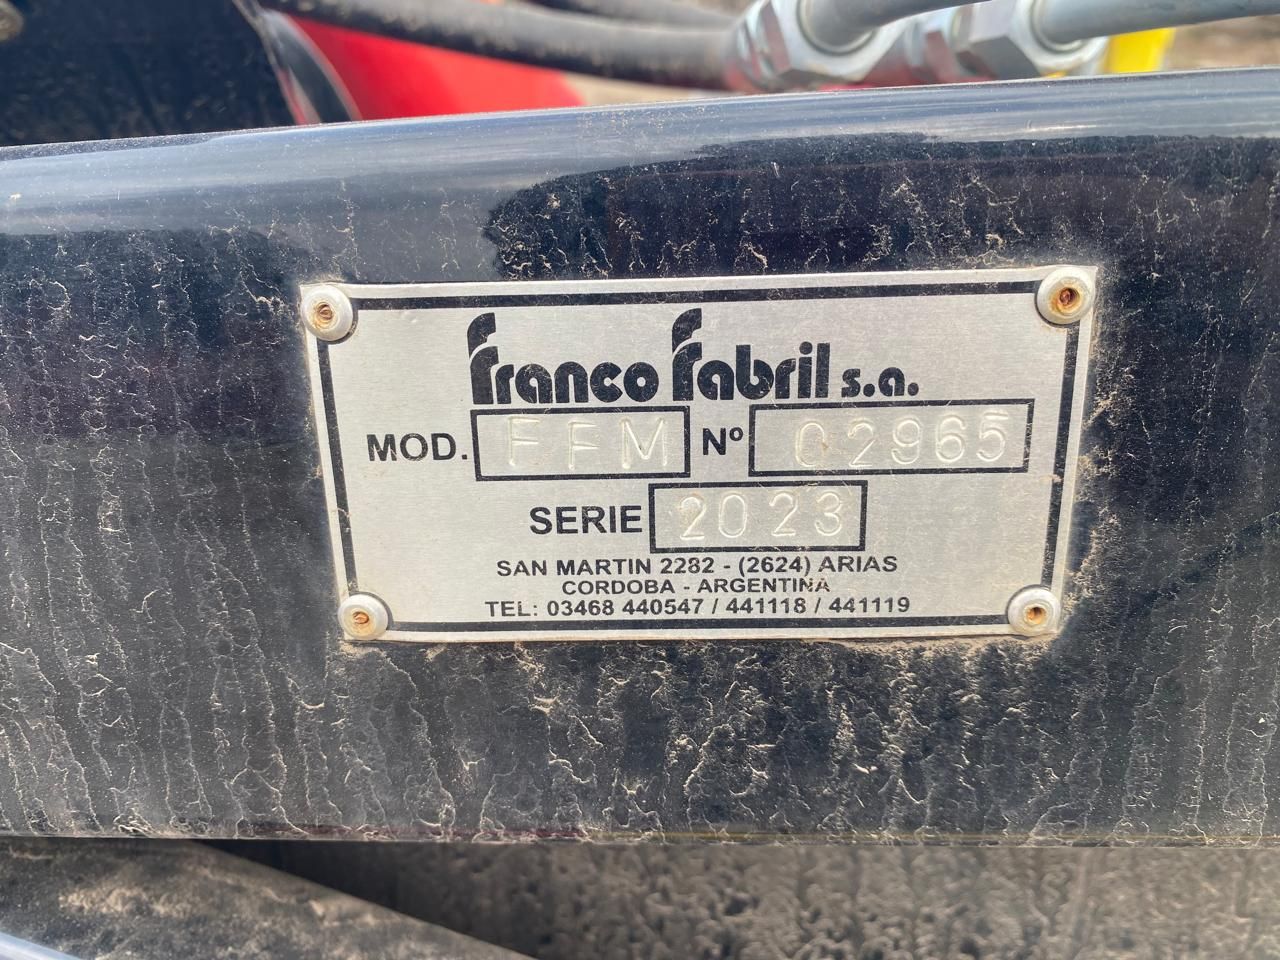 Franco Fabril s.a.
MOD. FFM Nº 02965
SERIE 2023
SAN MARTIN 2282 - (2624) ARIAS
CORDOBA - ARGENTINA
TEL: 03468 440547 / 441118 / 441119